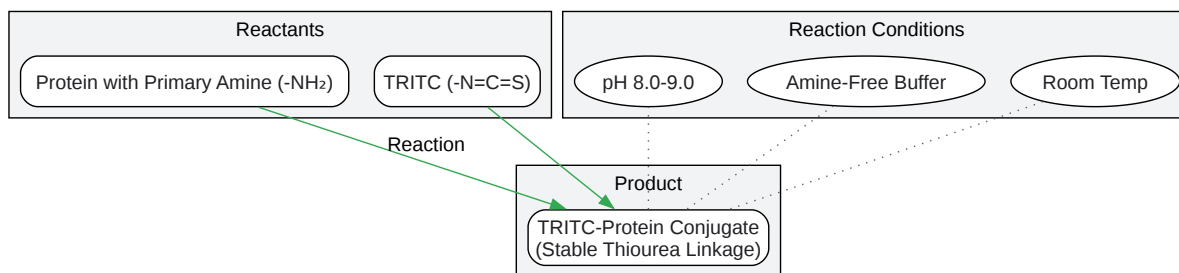 Reactants
Reaction Conditions
Protein with Primary Amine (-NH₂)
TRITC (-N=C=S)
pH 8.0-9.0
Amine-Free Buffer
Room Temp
Reaction
Product
TRITC-Protein Conjugate
(Stable Thiourea Linkage)